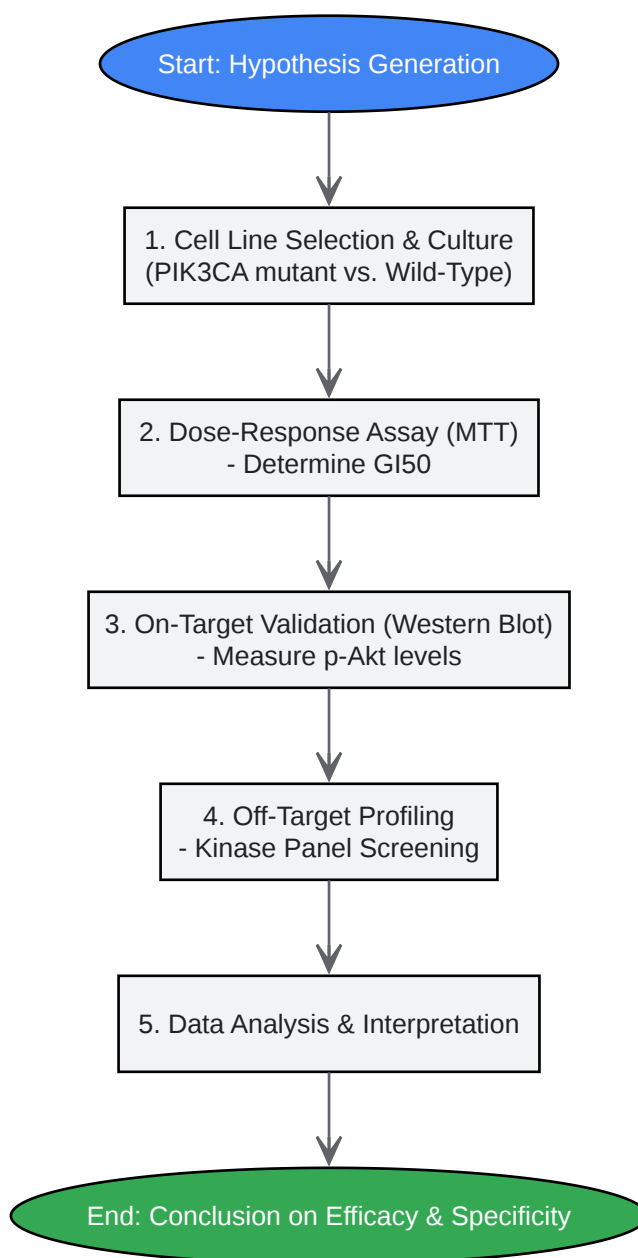 Start: Hypothesis Generation
1. Cell Line Selection & Culture
(PIK3CA mutant vs. Wild-Type)
2. Dose-Response Assay (MTT)
- Determine GI50
3. On-Target Validation (Western Blot)
- Measure p-Akt levels
4. Off-Target Profiling
- Kinase Panel Screening
5. Data Analysis & Interpretation
End: Conclusion on Efficacy & Specificity